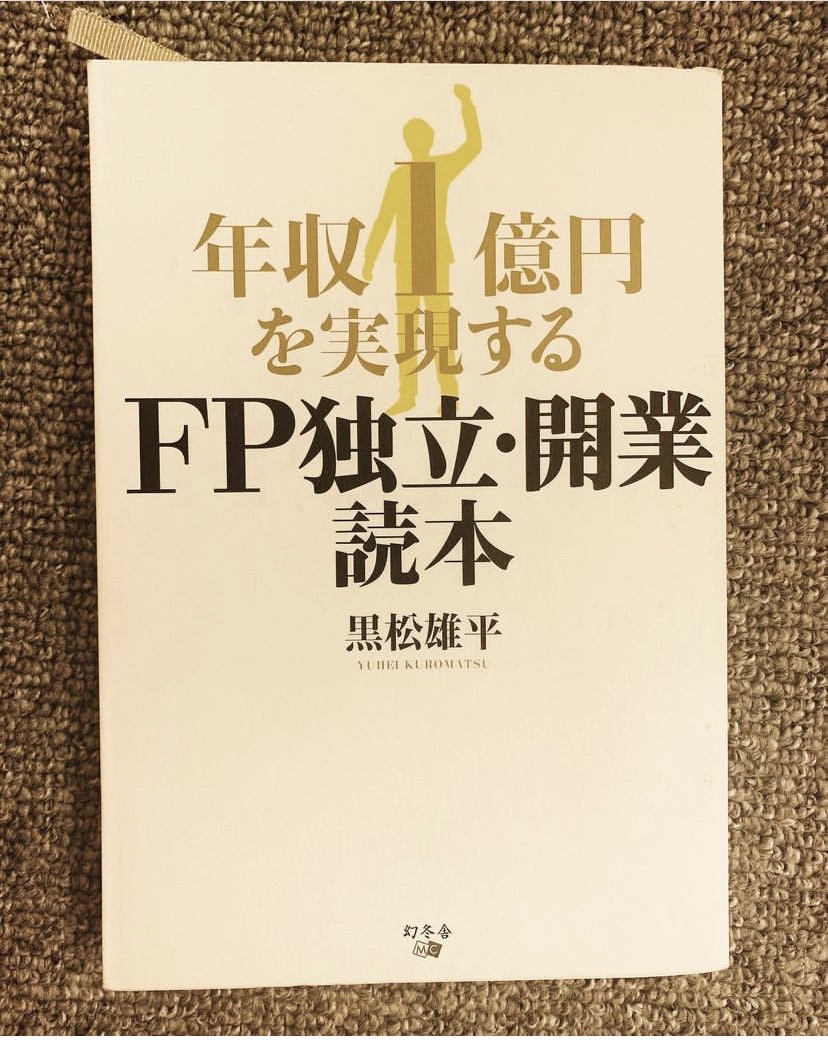 年収1億円
を実現する
FP独立・開業
読本
黒松雄平
YUHEI KUROMATSU
幻冬舎
MC